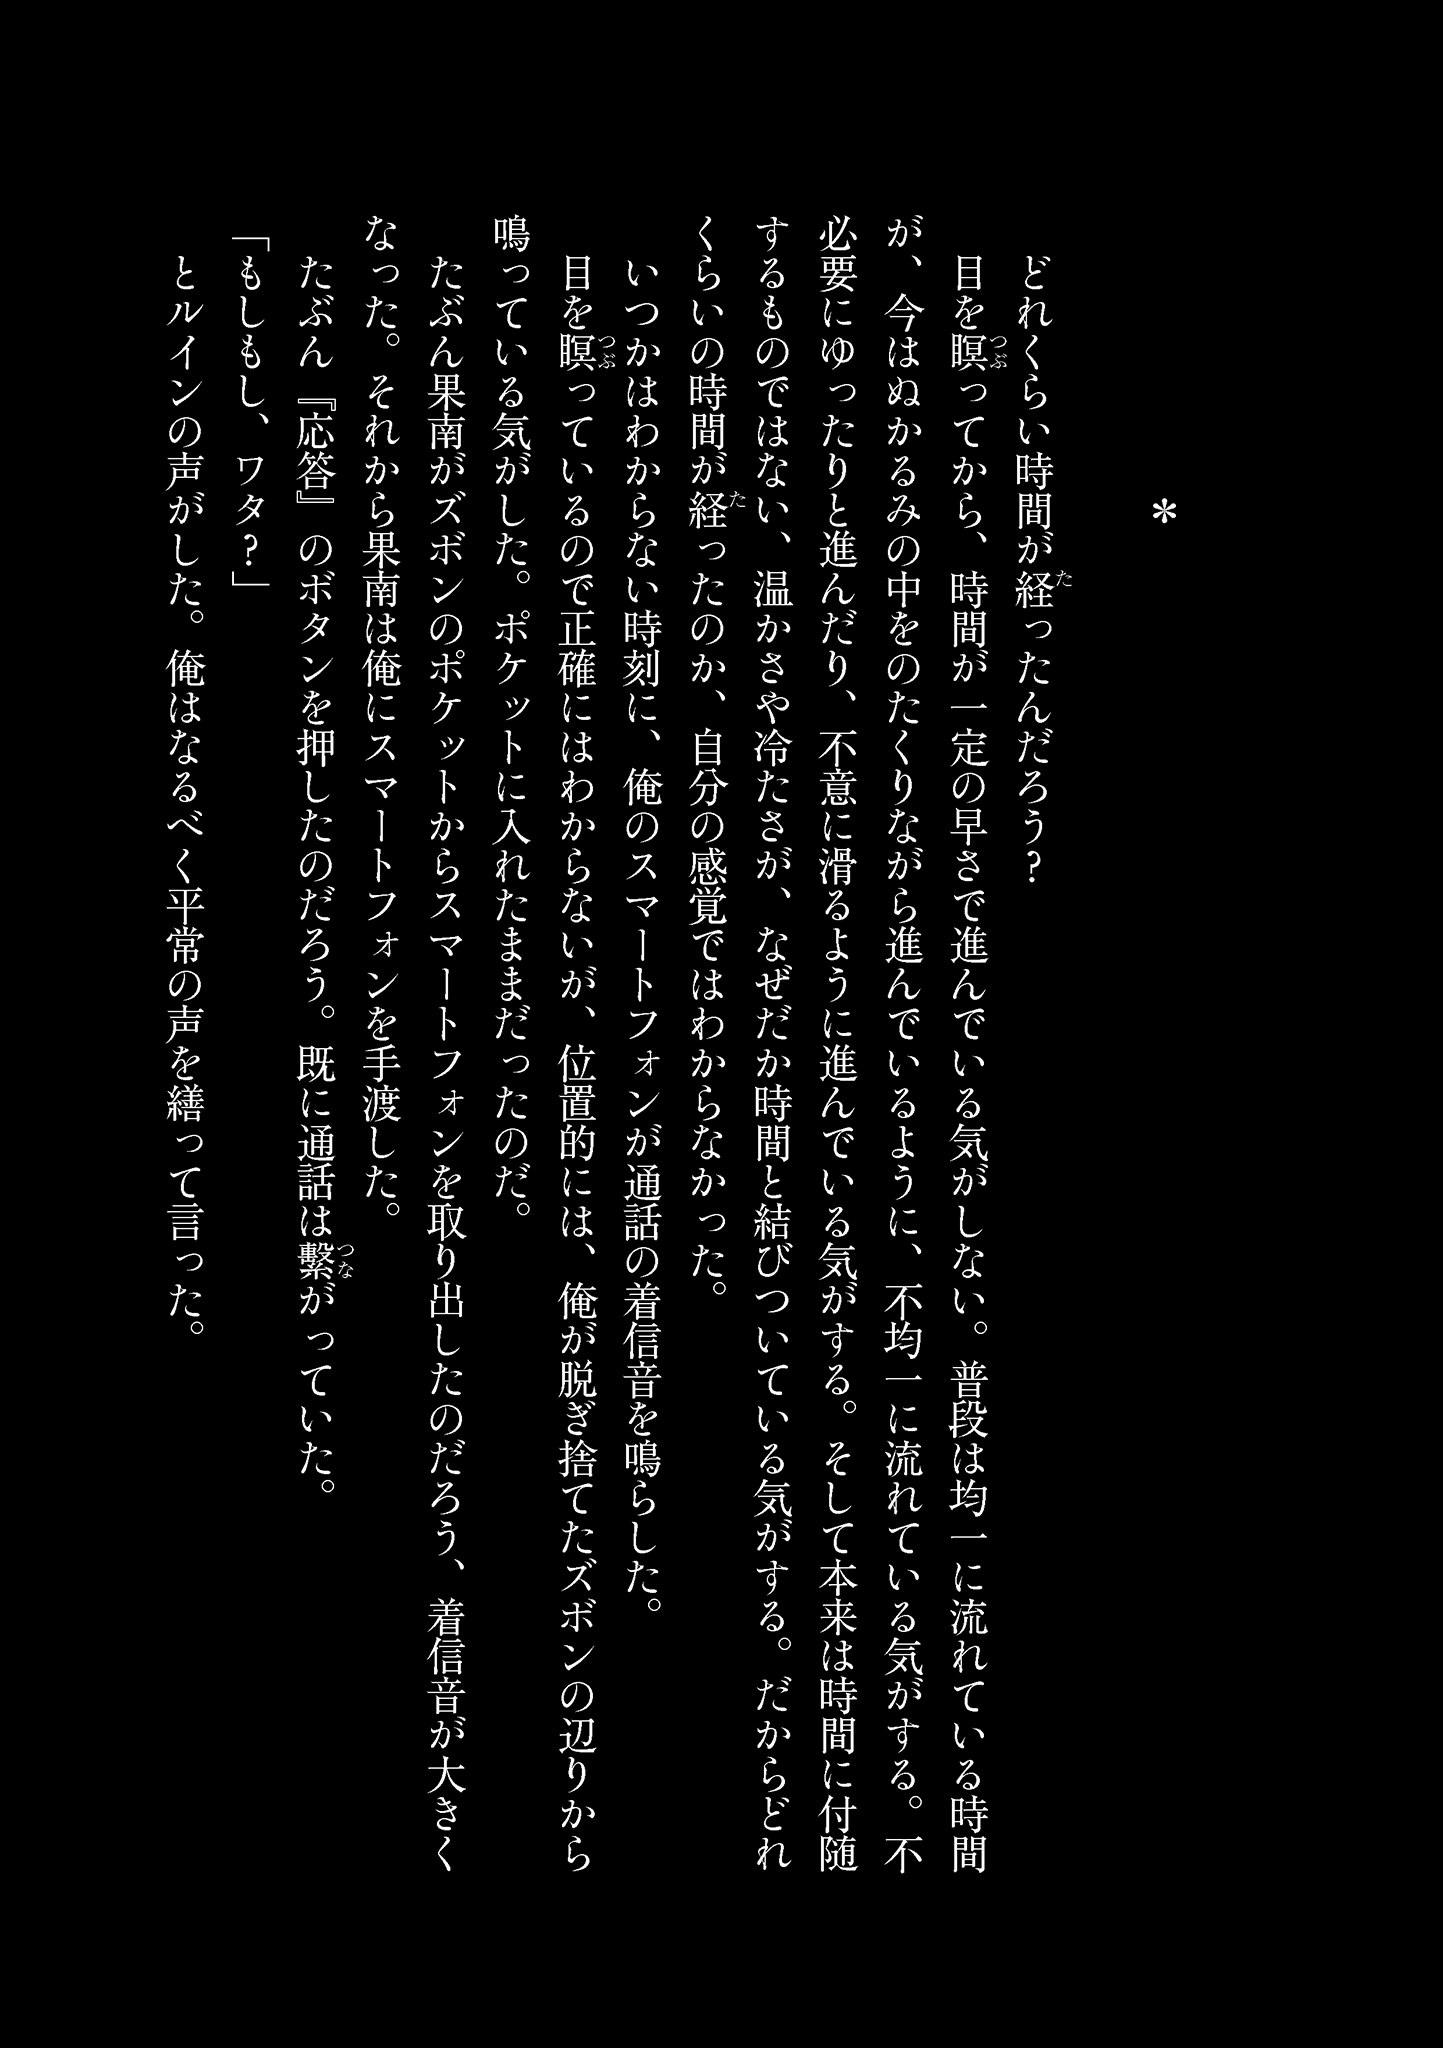 *
どれくらい時間が経ったんだろう?
目を瞑ってから、時間が一定の早さで進んでいる気がしない。普段は均一に流れている時間
が、今はぬかるみの中をのたくりながら進んでいるように、不均一に流れている気がする。不
必要にゆったりと進んだり、不意に滑るように進んでいる気がする。そして本来は時間に付随
するものではない、温かさや冷たさが、なぜだか時間と結びついている気がする。だからどれ
くらいの時間が経ったのか、自分の感覚ではわからなかった。
いつかはわからない時刻に、俺のスマートフォンが通話の着信音を鳴らした。
目を瞑っているので正確にはわからないが、位置的には、俺が脱ぎ捨てたズボンの辺りから
鳴っている気がした。ポケットに入れたままだったのだ。
たぶん果南がズボンのポケットからスマートフォンを取り出したのだろう、着信音が大きく
なった。それから果南は俺にスマートフォンを手渡した。
たぶん『応答』のボタンを押したのだろう。既に通話は繫がっていた。
「もしもし、ワタ?」
とルインの声がした。俺はなるべく平常の声を繕って言った。